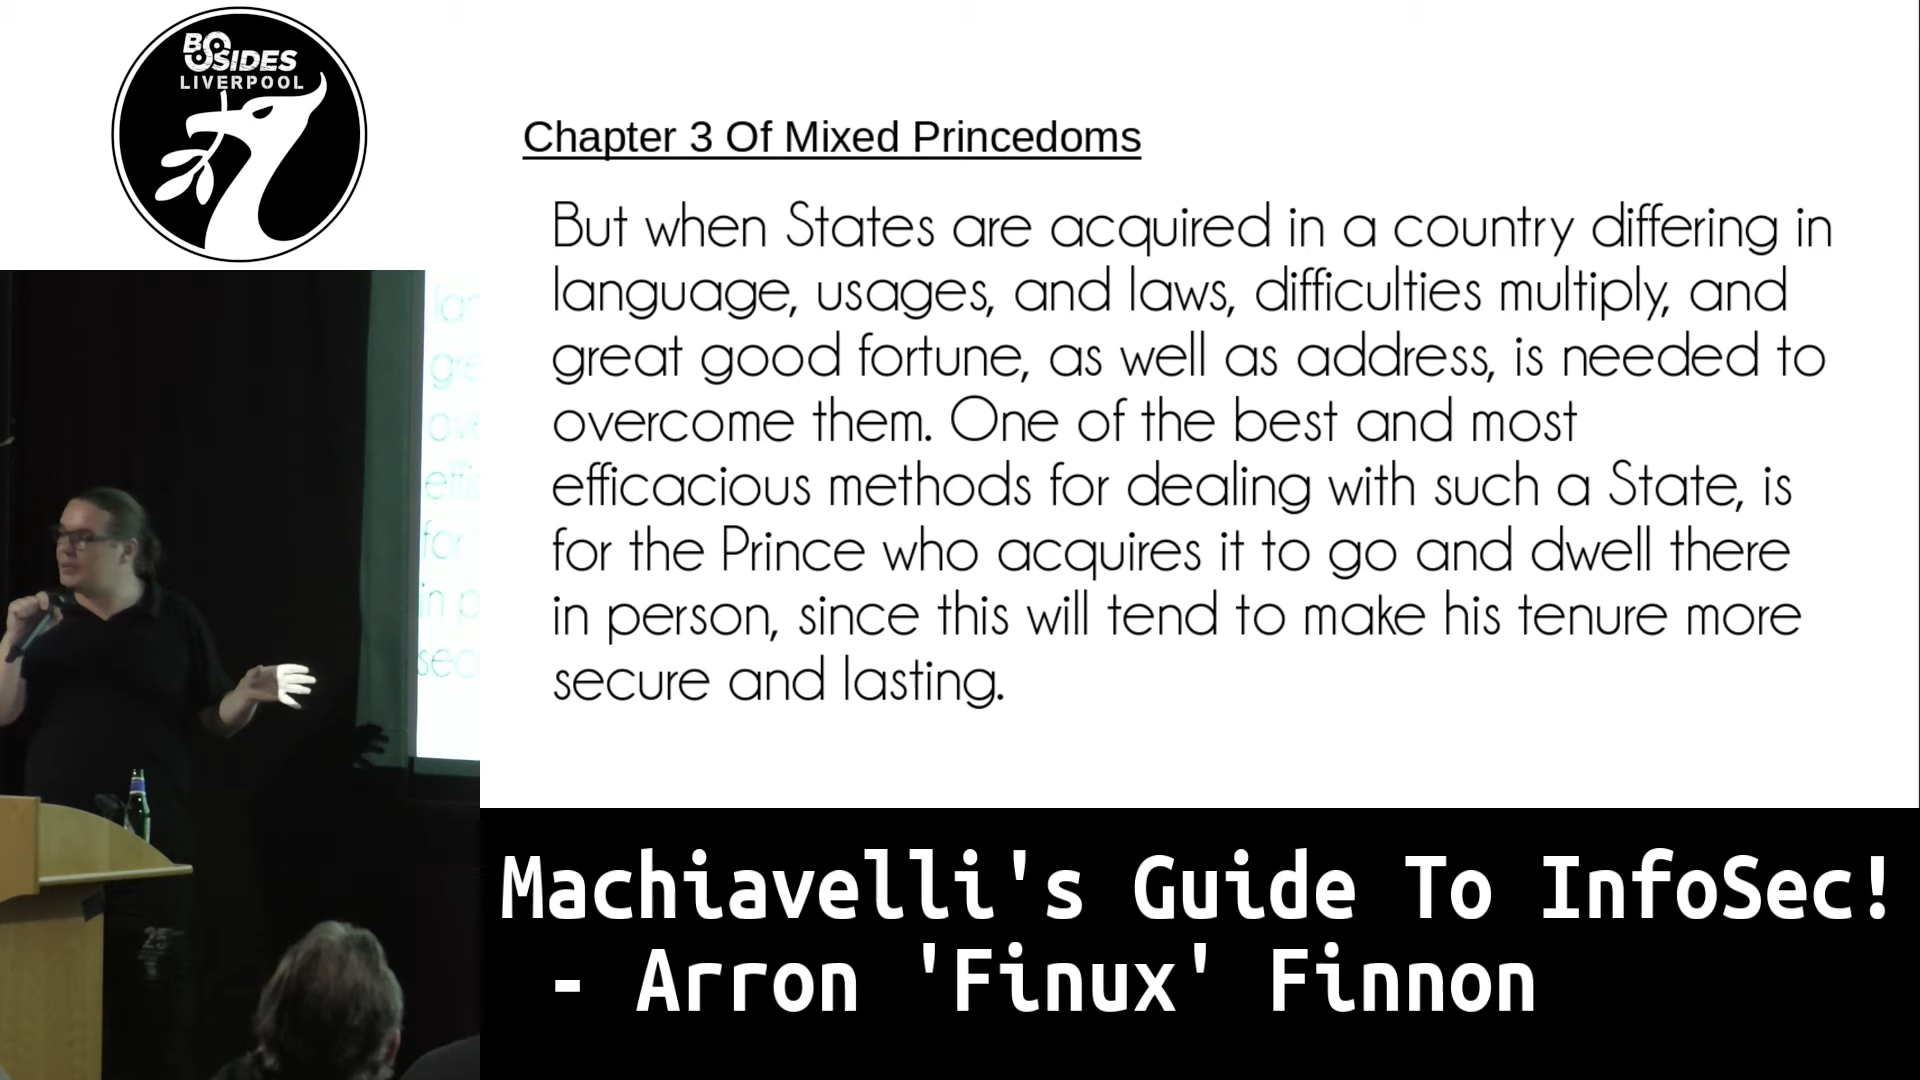 BSIDES
LIVERPOOL
Chapter 3 Of Mixed Princedoms
But when States are acquired in a country differing in
language, usages, and laws, difficulties multiply, and
great good fortune, as well as address, is needed to
overcome them. One of the best and most
efficacious methods for dealing with such a State, is
for the Prince who acquires it to go and dwell there
in person, since this will tend to make his tenure more
secure and lasting.
Machiavelli's Guide To InfoSec!
- Arron 'Finux' Finnon